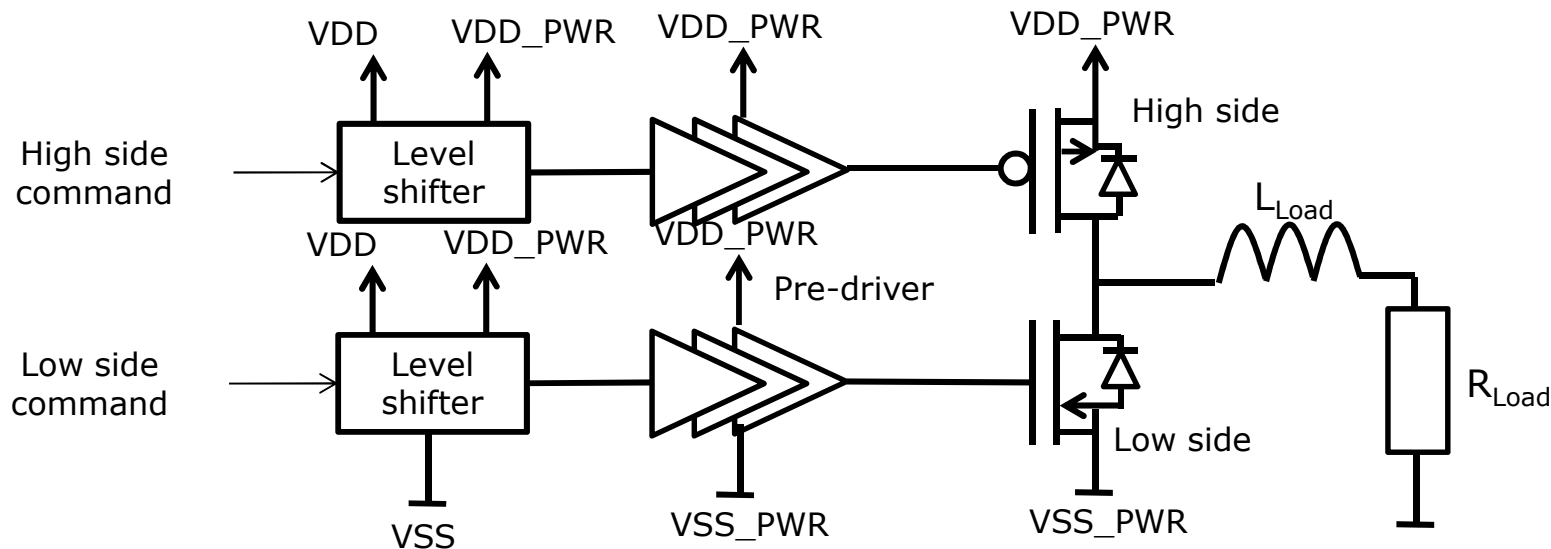 VDD
VDD_PWR
VDD_PWR
VDD_PWR
High side
High side
command
Level
shifter
L_Load
VDD
VDD_PWR
VDD_PWR
Pre-driver
Low side
command
Level
shifter
R_Load
Low side
VSS
VSS_PWR
VSS_PWR